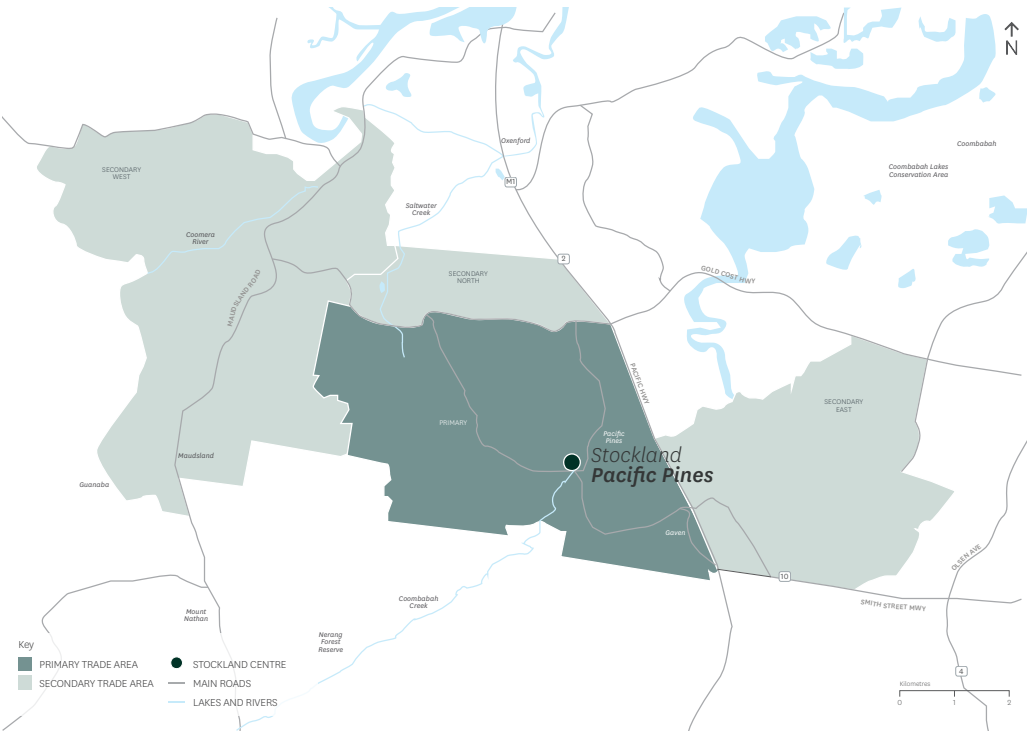 N
Oxenford
Coombabah
Coombabah Lakes
Conservation Area
SECONDARY
WEST
M1
Saltwater
Creek
Coomera
River
2
SECONDARY
NORTH
GOLD COST HWY
MAUDSLAND ROAD
PACIFIC HWY
SECONDARY
EAST
PRIMARY
Pacific
Pines
Stockland
Pacific Pines
Maudsland
Guanaba
Gaven
10
OLSEN AVE
SMITH STREET MWY
Coombabah
Creek
Mount
Nathan
Nerang
Forest
Reserve
4
Key
PRIMARY TRADE AREA
SECONDARY TRADE AREA
STOCKLAND CENTRE
MAIN ROADS
LAKES AND RIVERS
Kilometres
0 1 2